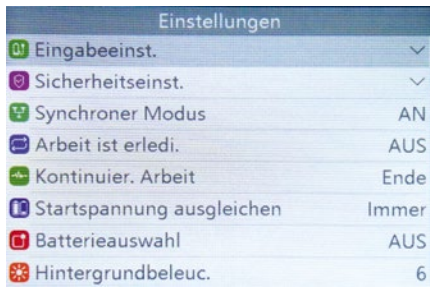 Einstellungen
Eingabeeinst.
Sicherheitseinst.
Synchroner Modus AN
Arbeit ist erledi. AUS
Kontinuier. Arbeit Ende
Startspannung ausgleichen Immer
Batterieauswahl AUS
Hintergrundbeleuc. 6